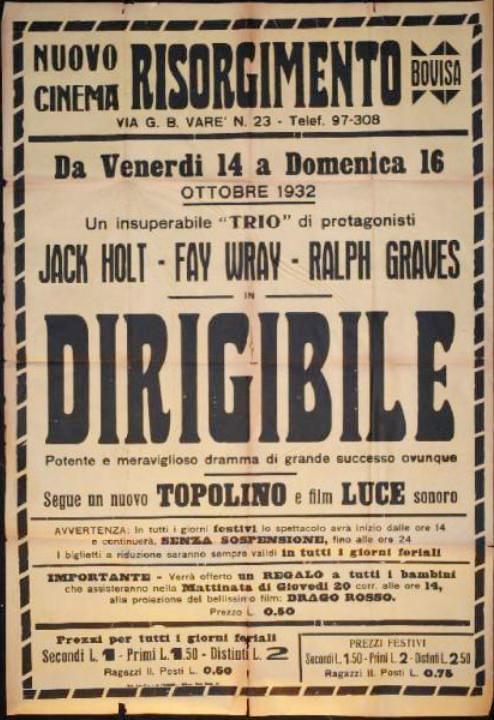 NUOVO CINEMA RISORGIMENTO BOVISA
VIA G. B. VARE' N. 23 - Telef. 97-308
Da Venerdi 14 a Domenica 16
OTTOBRE 1932
Un insuperabile "TRIO" di protagonisti
JACK HOLT - FAY WRAY - RALPH GRAVES
IN
DIRIGIBILE
Potente e meraviglioso dramma di grande successo ovunque
Segue un nuovo TOPOLINO e film LUCE sonoro
AVVERTENZA: In tutti i giorni festivi lo spettacolo avrà inizio dalle ore 14
e continuerà, SENZA SOSPENSIONE, fino alle ore 24
I biglietti a riduzione saranno sempre validi in tutti i giorni feriali
IMPORTANTE - Verrà offerto un REGALO a tutti i bambini
che assisteranno nella Mattinata di Giovedi 20 corr. alle ore 14,
alla proiezione del bellissimo film: DRAGO ROSSO.
Prezzo L. 0.50
Prezzi per tutti i giorni feriali
Secondi L. 1 - Primi L. 1.50 - Distinti L. 2
Ragazzi II. Posti L. 0.50
PREZZI FESTIVI
Secondi L. 1.50 - Primi L. 2 - Distinti L. 2.50
Ragazzi II. Posti L. 0.75